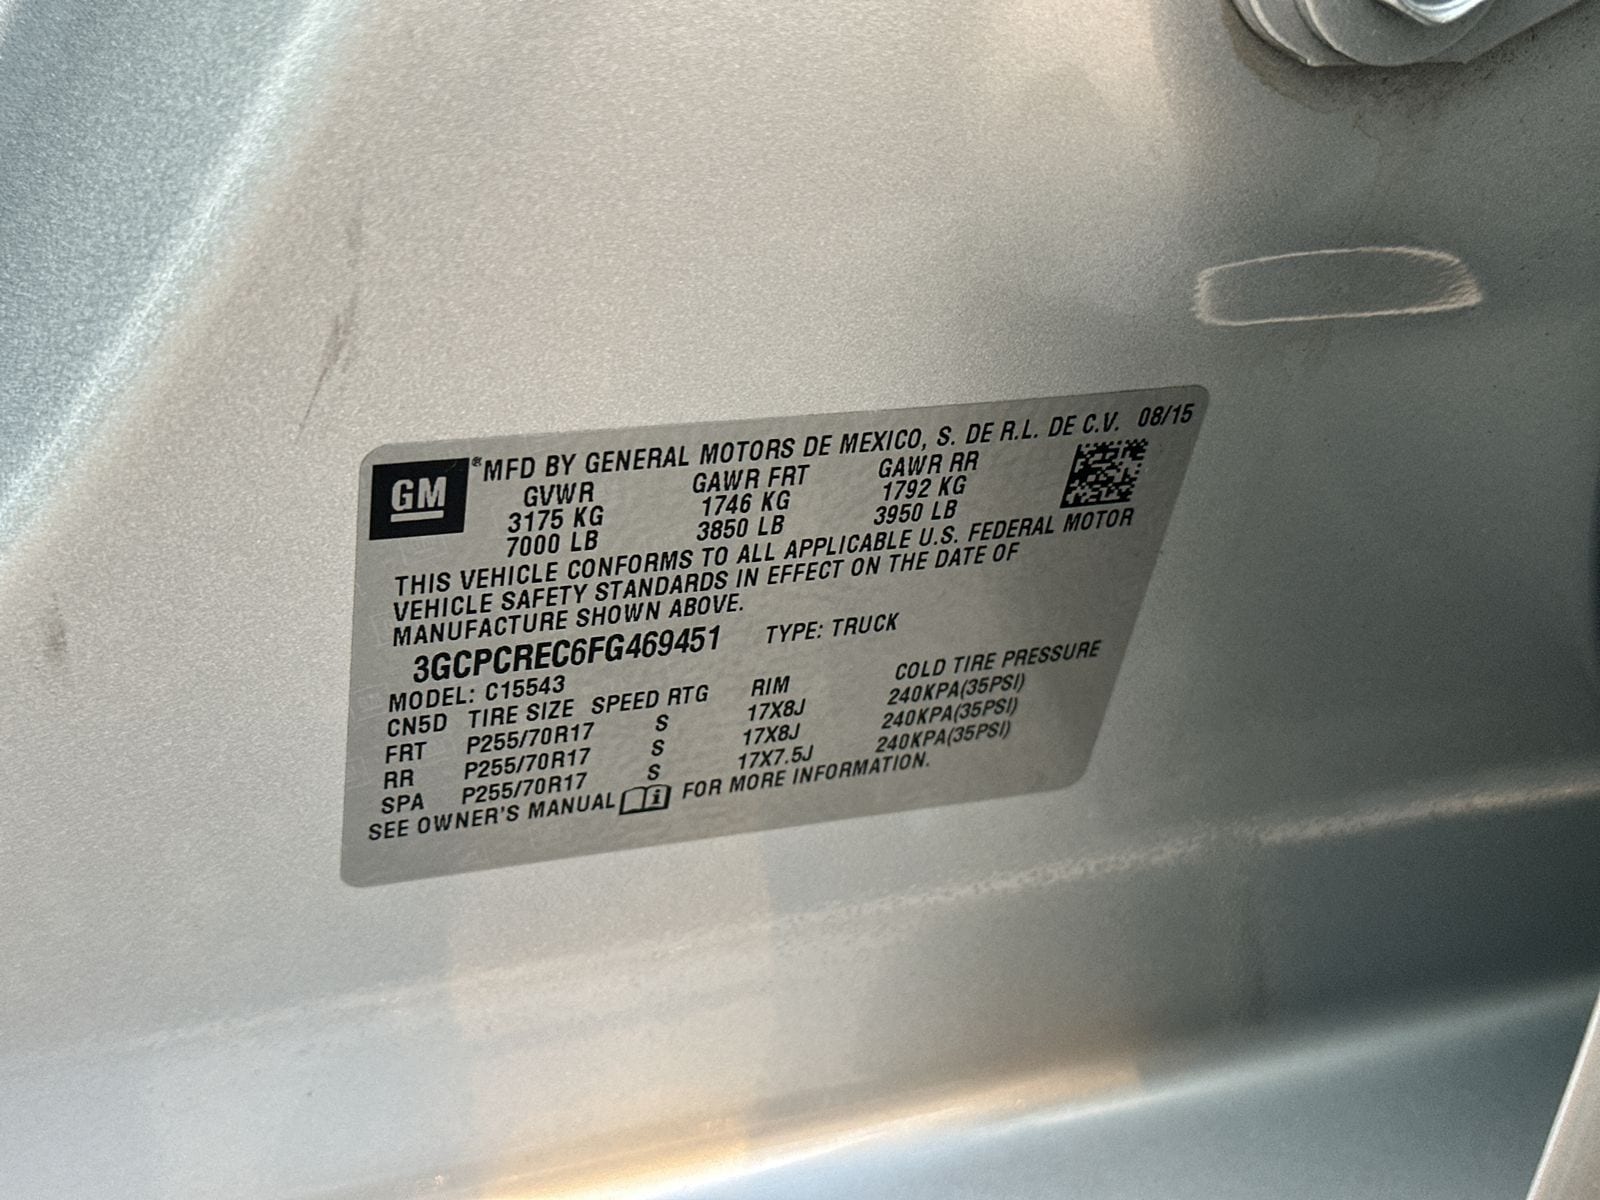 GM ® MFD BY GENERAL MOTORS DE MEXICO, S. DE R.L. DE C.V. 08/15
GVWR GAWR FRT GAWR RR
3175 KG 1746 KG 1792 KG
7000 LB 3850 LB 3950 LB
THIS VEHICLE CONFORMS TO ALL APPLICABLE U.S. FEDERAL MOTOR
VEHICLE SAFETY STANDARDS IN EFFECT ON THE DATE OF
MANUFACTURE SHOWN ABOVE.
3GCPCREC6FG469451 TYPE: TRUCK
MODEL: C15543
CN5D TIRE SIZE SPEED RTG RIM COLD TIRE PRESSURE
FRT P255/70R17 S 17X8J 240KPA(35PSI)
RR P255/70R17 S 17X8J 240KPA(35PSI)
SPA P255/70R17 S 17X7.5J 240KPA(35PSI)
SEE OWNER'S MANUAL i FOR MORE INFORMATION.